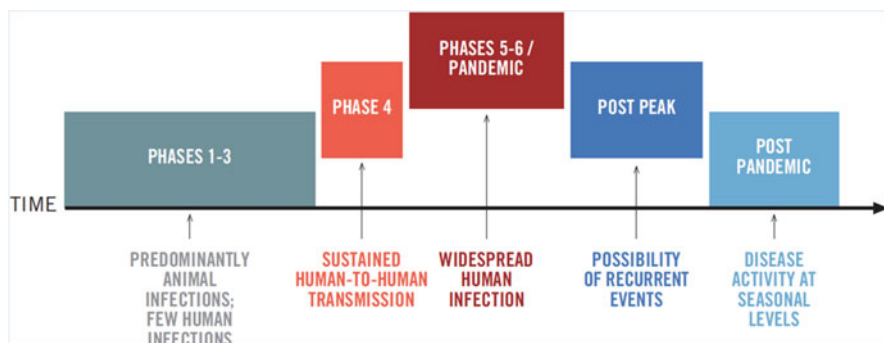 PHASES 5-6 /
PANDEMIC
PHASE 4
POST PEAK
PHASES 1-3
POST
PANDEMIC
TIME
PREDOMINANTLY
ANIMAL
INFECTIONS;
FEW HUMAN
INFECTIONS
SUSTAINED
HUMAN-TO-HUMAN
TRANSMISSION
WIDESPREAD
HUMAN
INFECTION
POSSIBILITY
OF RECURRENT
EVENTS
DISEASE
ACTIVITY AT
SEASONAL
LEVELS